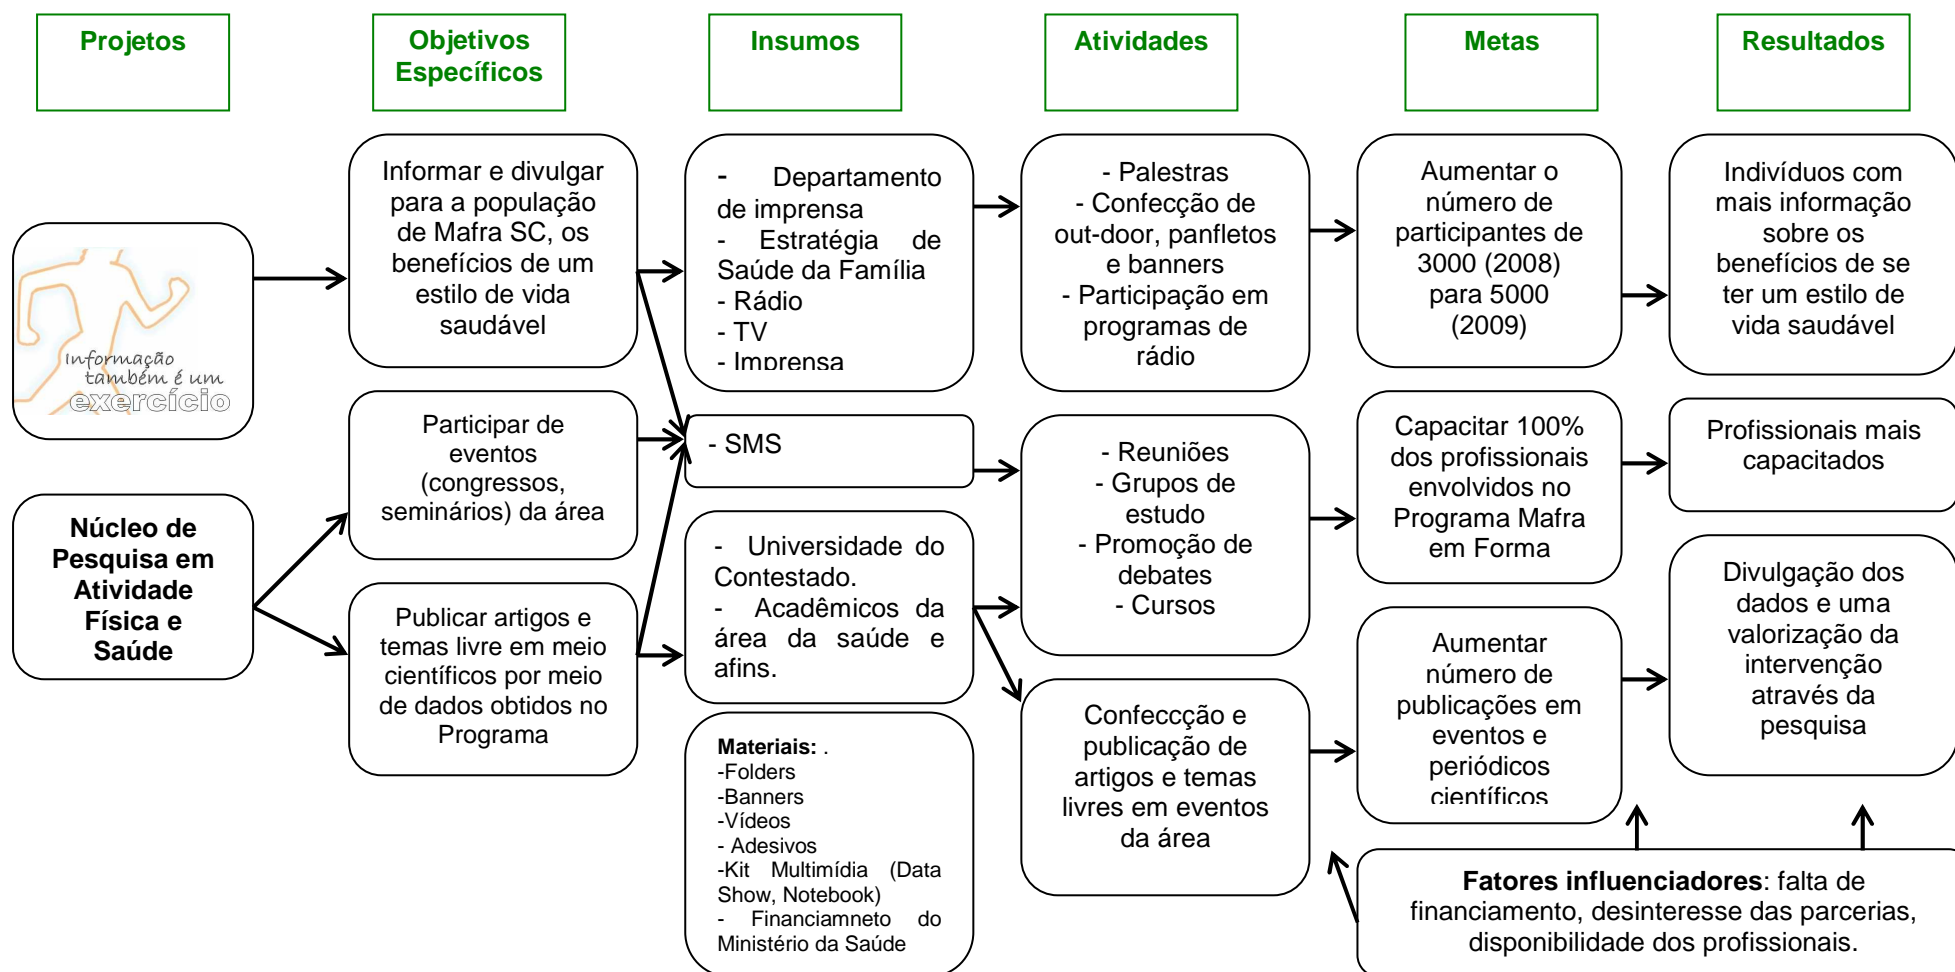 Projetos
Objetivos
Específicos
Insumos
Atividades
Metas
Resultados
Informação
também é um
exercício
Núcleo de
Pesquisa em
Atividade
Física e
Saúde
Informar e divulgar
para a população
de Mafra SC, os
benefícios de um
estilo de vida
saudável
Participar de
eventos
(congressos,
seminários) da área
Publicar artigos e
temas livre em meio
científicos por meio
de dados obtidos no
Programa
- Departamento
de imprensa
- Estratégia de
Saúde da Família
- Rádio
- TV
- Imprensa
- SMS
- Universidade do
Contestado.
- Acadêmicos da
área da saúde e
afins.
Materiais: .
-Folders
-Banners
-Vídeos
- Adesivos
-Kit Multimídia (Data
Show, Notebook)
- Financiamneto do
Ministério da Saúde
- Palestras
- Confecção de
out-door, panfletos
e banners
- Participação em
programas de
rádio
- Reuniões
- Grupos de
estudo
- Promoção de
debates
- Cursos
Confeccção e
publicação de
artigos e temas
livres em eventos
da área
Aumentar o
número de
participantes de
3000 (2008)
para 5000
(2009)
Capacitar 100%
dos profissionais
envolvidos no
Programa Mafra
em Forma
Aumentar
número de
publicações em
eventos e
periódicos
científicos
Indivíduos com
mais informação
sobre os
benefícios de se
ter um estilo de
vida saudável
Profissionais mais
capacitados
Divulgação dos
dados e uma
valorização da
intervenção
através da
pesquisa
Fatores influenciadores: falta de
financiamento, desinteresse das parcerias,
disponibilidade dos profissionais.